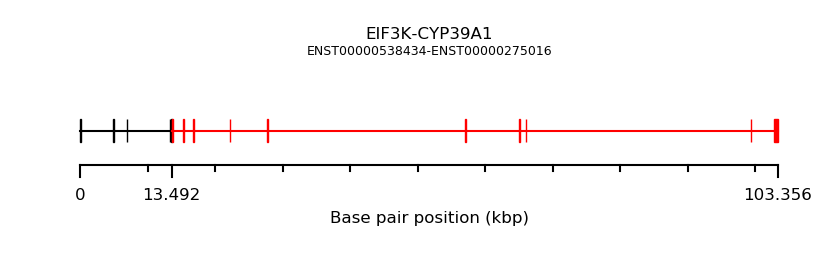 EIF3K-CYP39A1
ENST00000538434-ENST00000275016
0 13.492 103.356
Base pair position (kbp)